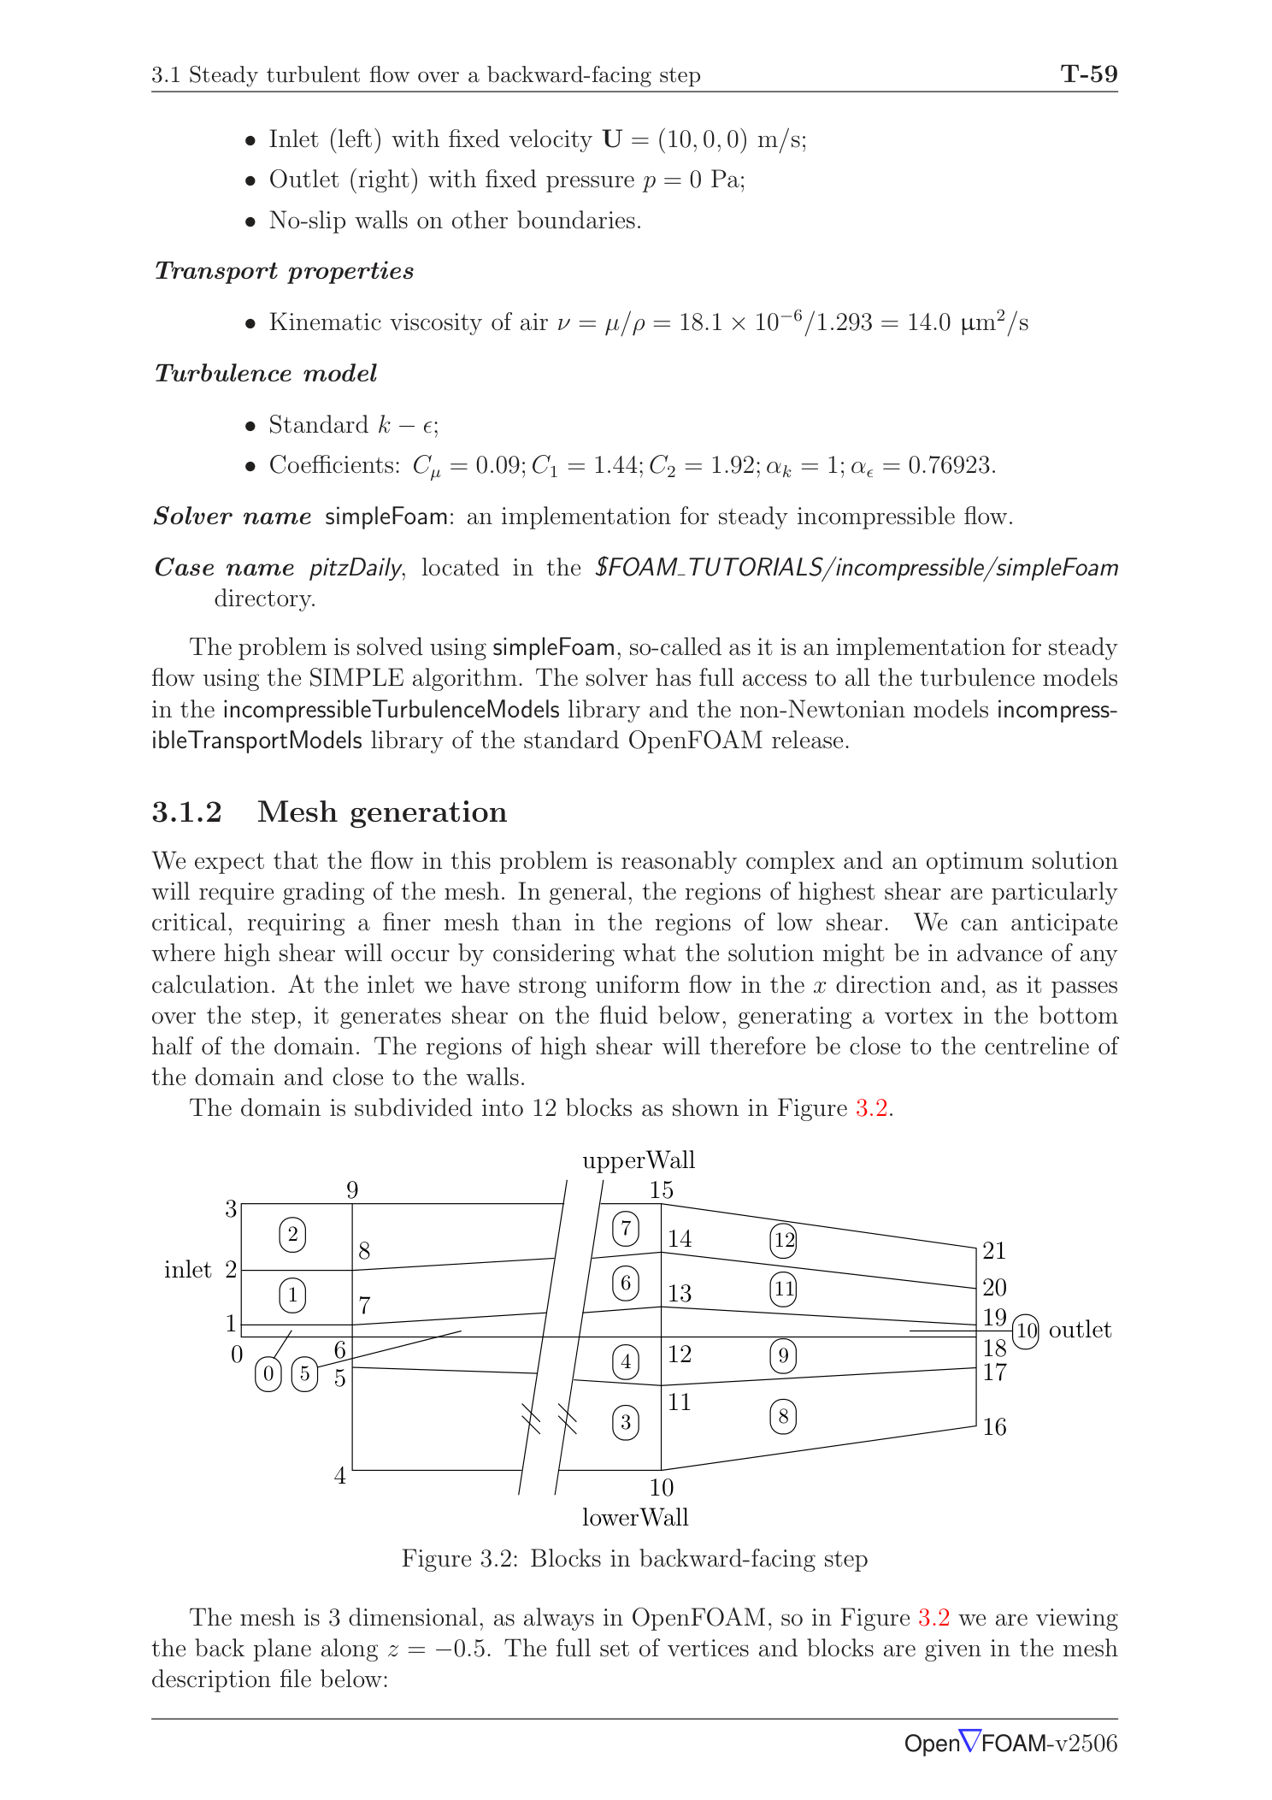 3.1 Steady turbulent flow over a backward-facing step T-59
• Inlet (left) with fixed velocity U = (10, 0, 0) m/s;
• Outlet (right) with fixed pressure p = 0 Pa;
• No-slip walls on other boundaries.
Transport properties
• Kinematic viscosity of air ν = μ/ρ = 18.1 × 10⁻⁶/1.293 = 14.0 μm²/s
Turbulence model
• Standard k − ϵ;
• Coefficients: Cμ = 0.09; C₁ = 1.44; C₂ = 1.92; αₖ = 1; αϵ = 0.76923.
Solver name simpleFoam: an implementation for steady incompressible flow.
Case name pitzDaily, located in the $FOAM_TUTORIALS/incompressible/simpleFoam
directory.
The problem is solved using simpleFoam, so-called as it is an implementation for steady
flow using the SIMPLE algorithm. The solver has full access to all the turbulence models
in the incompressibleTurbulenceModels library and the non-Newtonian models incompress-
ibleTransportModels library of the standard OpenFOAM release.
3.1.2 Mesh generation
We expect that the flow in this problem is reasonably complex and an optimum solution
will require grading of the mesh. In general, the regions of highest shear are particularly
critical, requiring a finer mesh than in the regions of low shear. We can anticipate
where high shear will occur by considering what the solution might be in advance of any
calculation. At the inlet we have strong uniform flow in the x direction and, as it passes
over the step, it generates shear on the fluid below, generating a vortex in the bottom
half of the domain. The regions of high shear will therefore be close to the centreline of
the domain and close to the walls.
The domain is subdivided into 12 blocks as shown in Figure 3.2.
upperWall
9 15
3
2 7 14 12
8 21
inlet 2
6 13 11 20
1 7
1 19
10 outlet
0 6 12 18
4 9
0 5 5 17
11
3 8 16
4 10
lowerWall
Figure 3.2: Blocks in backward-facing step
The mesh is 3 dimensional, as always in OpenFOAM, so in Figure 3.2 we are viewing
the back plane along z = −0.5. The full set of vertices and blocks are given in the mesh
description file below:
Open∇FOAM-v2506